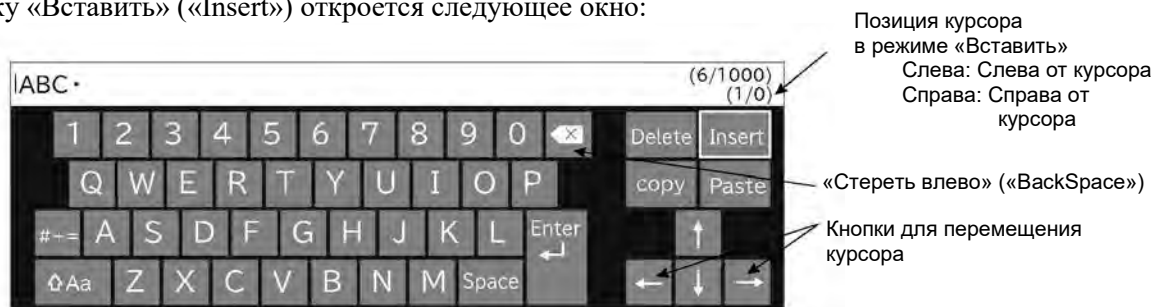 ку «Вставить» («Insert») откроется следующее окно:
Позиция курсора
в режиме «Вставить»
Слева: Слева от курсора
Справа: Справа от
курсора
ABC・
(6/1000)
(1/0)
1 2 3 4 5 6 7 8 9 0 Delete Insert
Q W E R T Y U I O P copy Paste
«Стереть влево» («BackSpace»)
#-+= A S D F G H J K L Enter ↑
Кнопки для перемещения
курсора
⇧Aa Z X C V B N M Space ← ↓ →